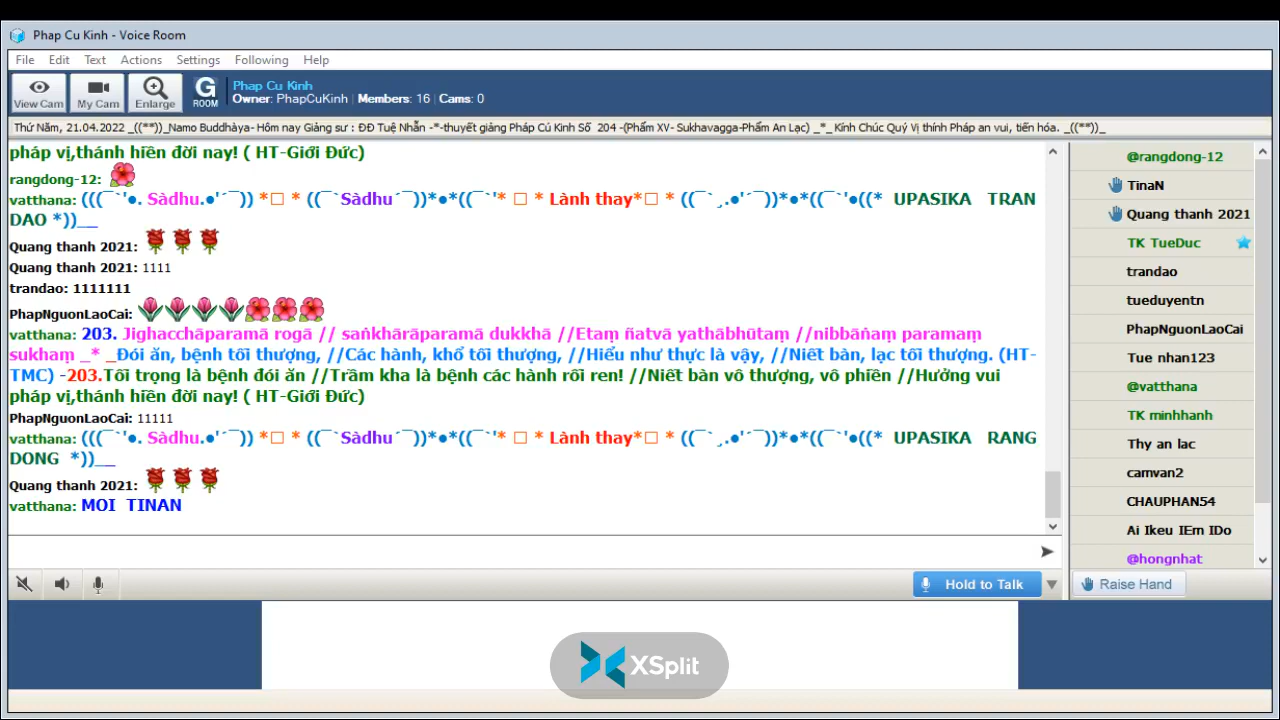 Phap Cu Kinh - Voice Room
File Edit Text Actions Settings Following Help
View Cam My Cam Enlarge G ROOM
Phap Cu Kinh
Owner: PhapCuKinh | Members: 16 | Cams: 0
Thứ Năm, 21.04.2022 _((**))_Namo Buddhàya- Hôm nay Giảng sư : ĐĐ Tuệ Nhẫn -*-thuyết giảng Pháp Cú Kinh Số 204 -(Phẩm XV- Sukhavagga-Phẩm An Lạc) _*_ Kính Chúc Quý Vị thính Pháp an vui, tiến hóa. _((**))_
pháp vị,thánh hiền đời nay! ( HT-Giới Đức)
rangdong-12:
vatthana: (((¯`'●. Sàdhu.●'´¯)) *□ * ((¯`Sàdhu´¯))*●*((¯`'* □ * Lành thay*□ * ((¯`¸.●'´¯))*●*((¯`'●((* UPASIKA TRAN
DAO *))__
Quang thanh 2021:
Quang thanh 2021: 1111
trandao: 1111111
PhapNguonLaoCai:
vatthana: 203. Jighacchāparamā rogā // saṅkhārāparamā dukkhā //Etaṃ ñatvā yathābhūtaṃ //nibbāṇaṃ paramaṃ
sukhaṃ _* _Đói ăn, bệnh tối thượng, //Các hành, khổ tối thượng, //Hiểu như thực là vậy, //Niết bàn, lạc tối thượng. (HT-
TMC) -203.Tối trọng là bệnh đói ăn //Trầm kha là bệnh các hành rối ren! //Niết bàn vô thượng, vô phiền //Hưởng vui
pháp vị,thánh hiền đời nay! ( HT-Giới Đức)
PhapNguonLaoCai: 11111
vatthana: (((¯`'●. Sàdhu.●'´¯)) *□ * ((¯`Sàdhu´¯))*●*((¯`'* □ * Lành thay*□ * ((¯`¸.●'´¯))*●*((¯`'●((* UPASIKA RANG
DONG *))__
Quang thanh 2021:
vatthana: MOI TINAN
@rangdong-12
TinaN
Quang thanh 2021
TK TueDuc
trandao
tueduyentn
PhapNguonLaoCai
Tue nhan123
@vatthana
TK minhhanh
Thy an lac
camvan2
CHAUPHAN54
Ai Ikeu IEm IDo
@hongnhat
Hold to Talk
Raise Hand
XSplit